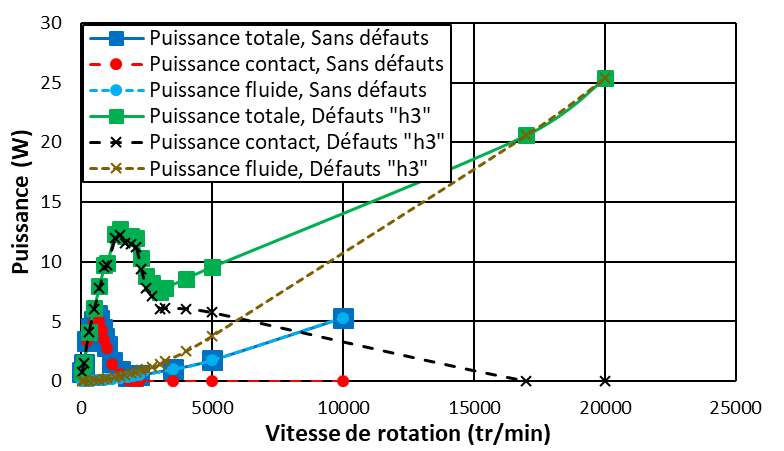 30
25
20
15
10
5
0
Puissance (W)
Puissance totale, Sans défauts
Puissance contact, Sans défauts
Puissance fluide, Sans défauts
Puissance totale, Défauts "h3"
Puissance contact, Défauts "h3"
Puissance fluide, Défauts "h3"
0 5000 10000 15000 20000 25000
Vitesse de rotation (tr/min)